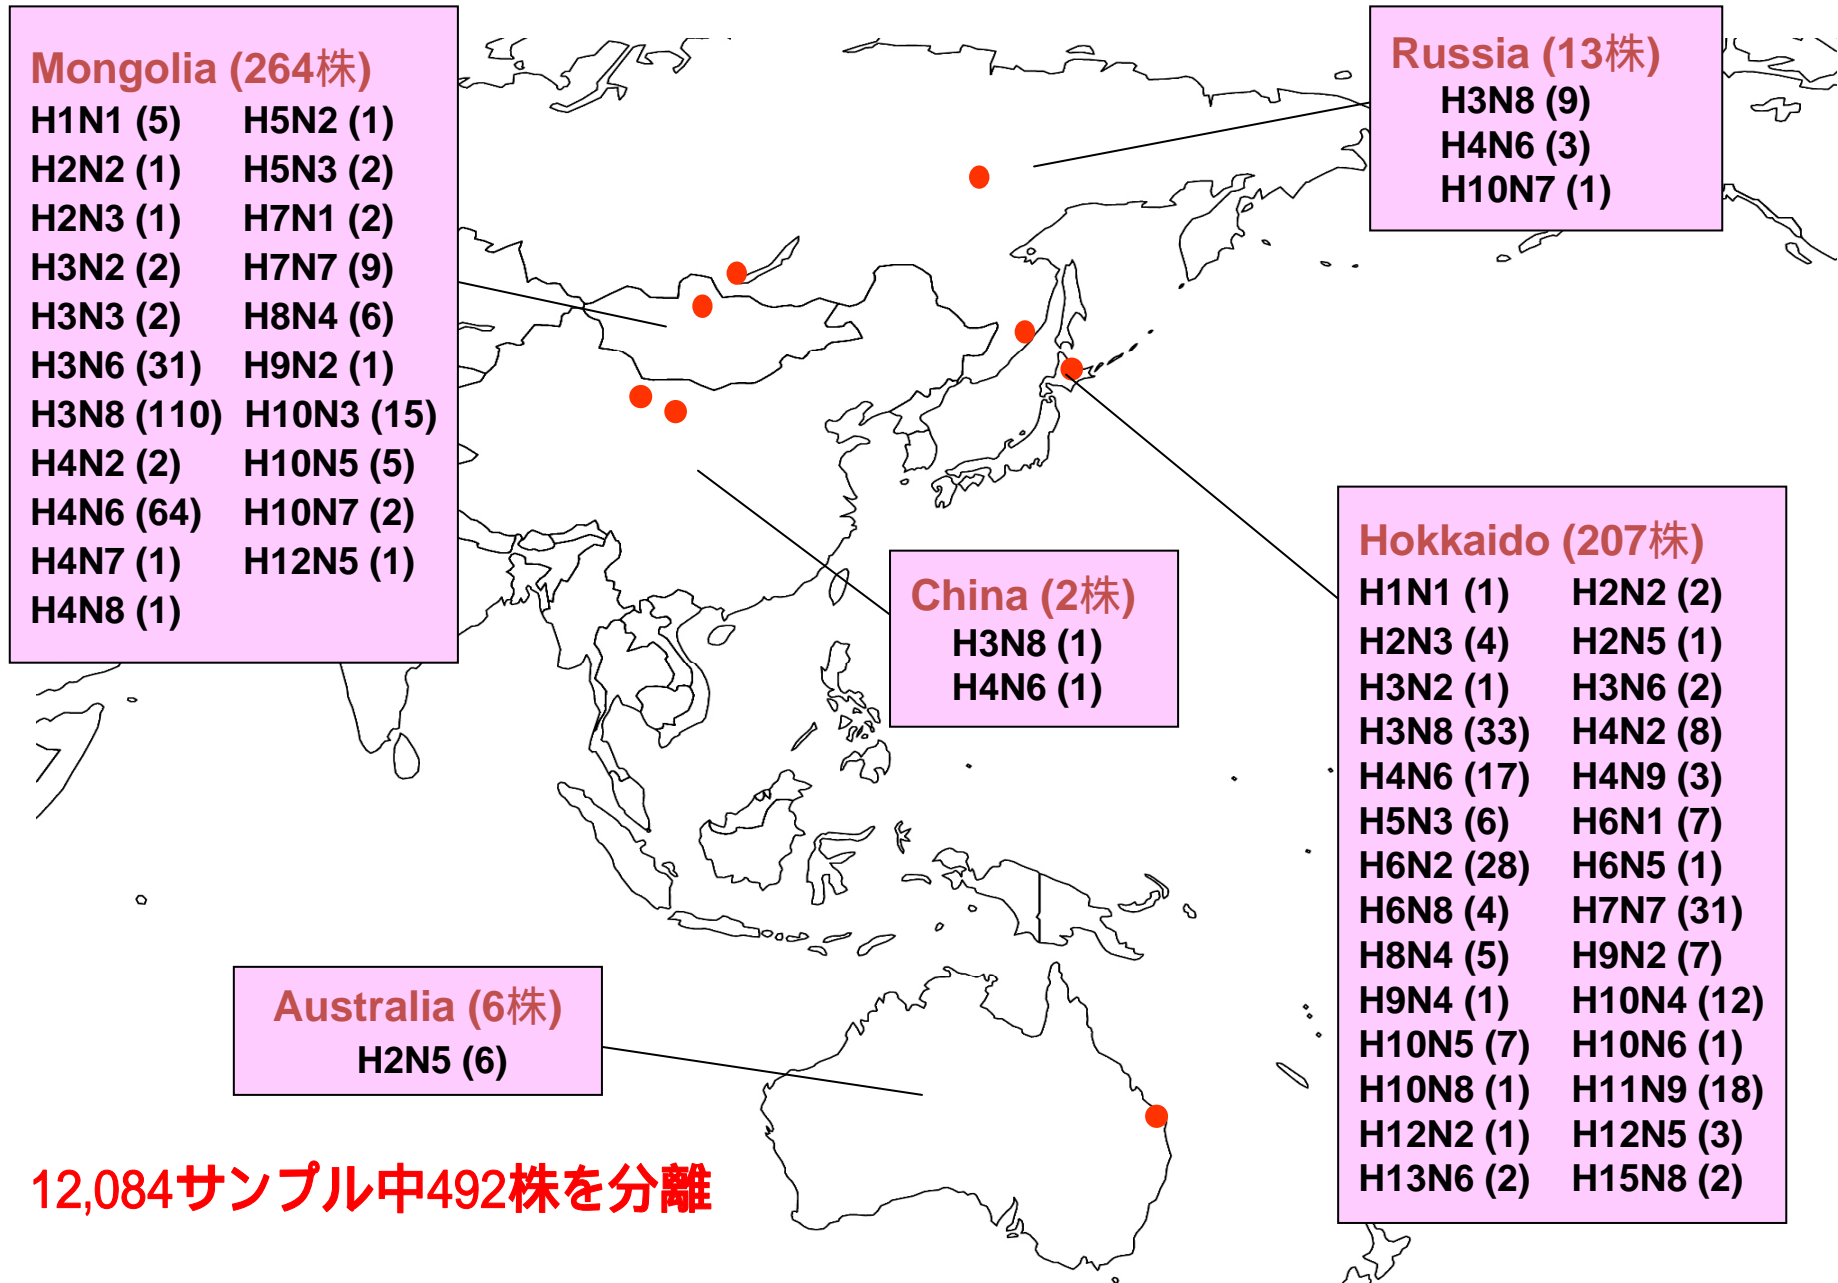 Mongolia (264株)
H1N1 (5) H5N2 (1)
H2N2 (1) H5N3 (2)
H2N3 (1) H7N1 (2)
H3N2 (2) H7N7 (9)
H3N3 (2) H8N4 (6)
H3N6 (31) H9N2 (1)
H3N8 (110) H10N3 (15)
H4N2 (2) H10N5 (5)
H4N6 (64) H10N7 (2)
H4N7 (1) H12N5 (1)
H4N8 (1)
Russia (13株)
H3N8 (9)
H4N6 (3)
H10N7 (1)
China (2株)
H3N8 (1)
H4N6 (1)
Hokkaido (207株)
H1N1 (1) H2N2 (2)
H2N3 (4) H2N5 (1)
H3N2 (1) H3N6 (2)
H3N8 (33) H4N2 (8)
H4N6 (17) H4N9 (3)
H5N3 (6) H6N1 (7)
H6N2 (28) H6N5 (1)
H6N8 (4) H7N7 (31)
H8N4 (5) H9N2 (7)
H9N4 (1) H10N4 (12)
H10N5 (7) H10N6 (1)
H10N8 (1) H11N9 (18)
H12N2 (1) H12N5 (3)
H13N6 (2) H15N8 (2)
Australia (6株)
H2N5 (6)
12,084サンプル中492株を分離